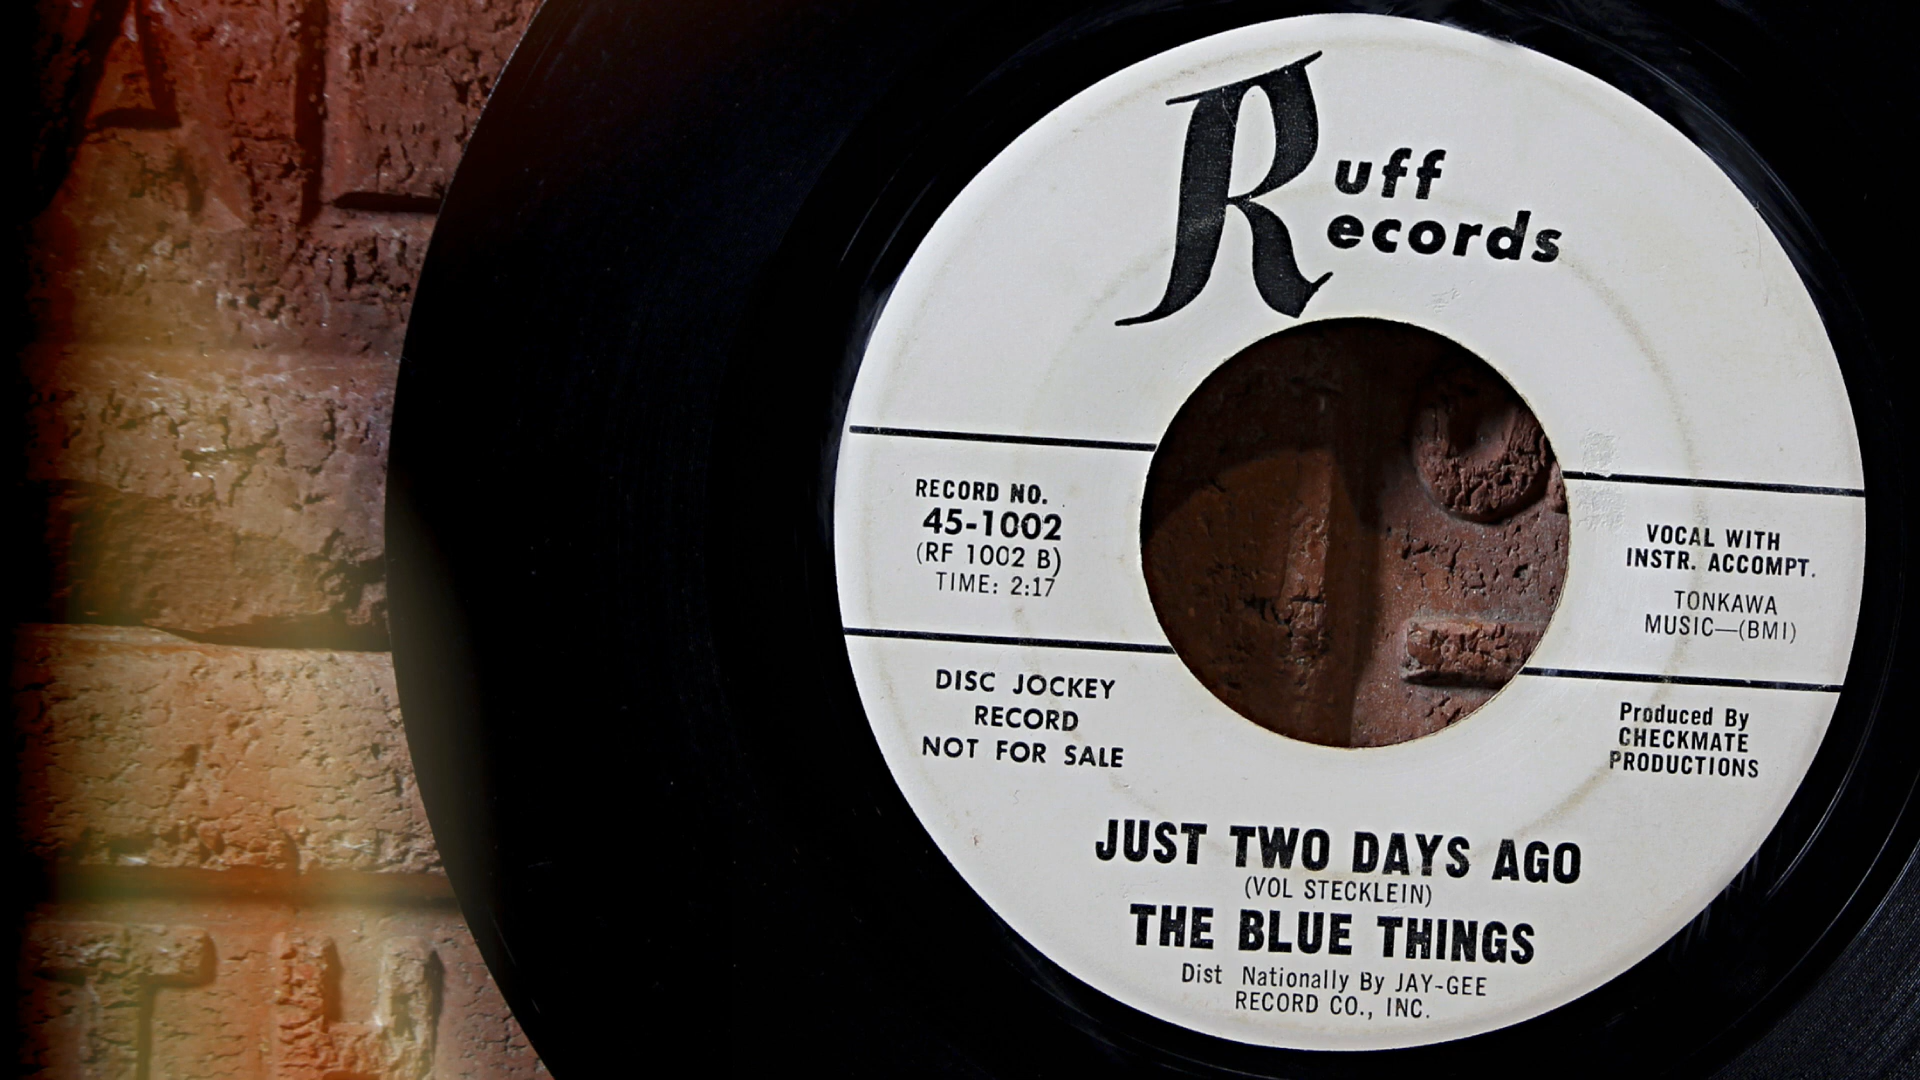 Ruff
Records
RECORD NO.
45-1002
(RF 1002 B)
TIME: 2:17
VOCAL WITH
INSTR. ACCOMPT.
TONKAWA
MUSIC—(BMI)
DISC JOCKEY
RECORD
NOT FOR SALE
Produced By
CHECKMATE
PRODUCTIONS
JUST TWO DAYS AGO
(VOL STECKLEIN)
THE BLUE THINGS
Dist Nationally By JAY-GEE
RECORD CO., INC.